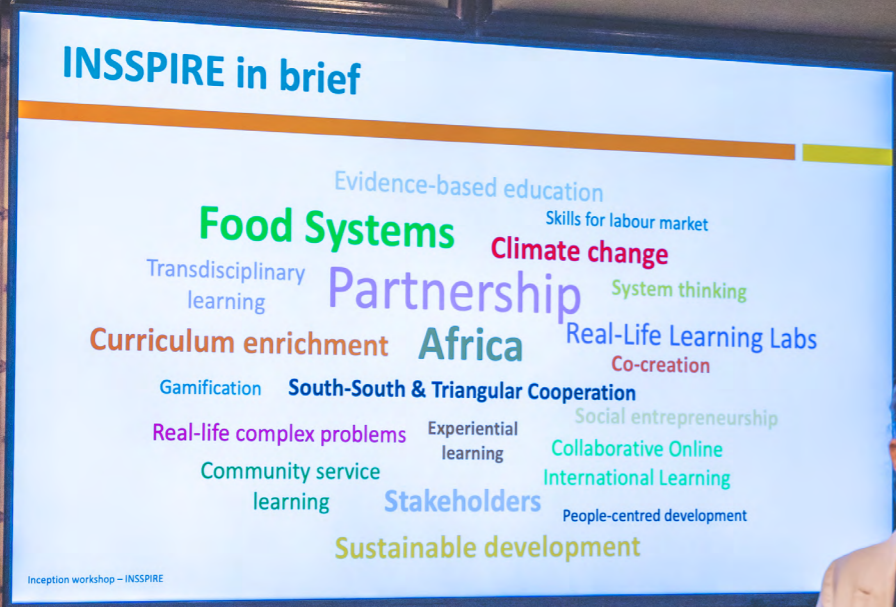 INSSPIRE in brief
Evidence-based education
Skills for labour market
Food Systems
Climate change
Transdisciplinary
learning
Partnership
System thinking
Curriculum enrichment
Africa
Real-Life Learning Labs
Co-creation
Gamification
South-South & Triangular Cooperation
Social entrepreneurship
Real-life complex problems
Experiential
learning
Collaborative Online
International Learning
Community service
learning
Stakeholders
People-centred development
Sustainable development
Inception workshop – INSSPIRE